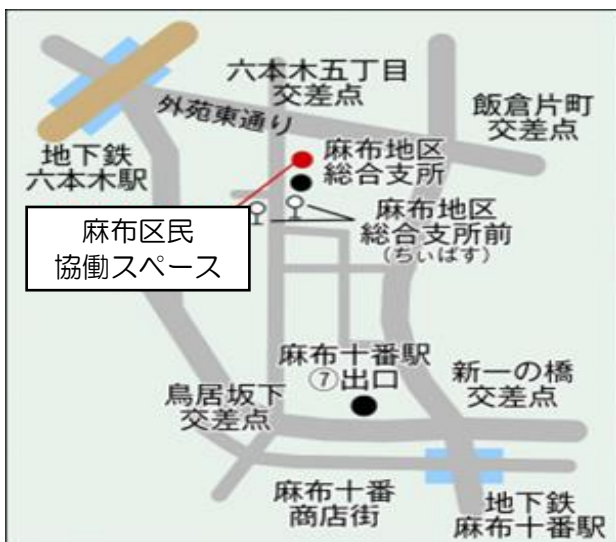 六本木五丁目
交差点
飯倉片町
交差点
外苑東通り
地下鉄
六本木駅
麻布地区
総合支所
麻布区民
協働スペース
麻布地区
総合支所前
(ちぃばす)
麻布十番駅
⑦出口
新一の橋
交差点
鳥居坂下
交差点
麻布十番
商店街
地下鉄
麻布十番駅